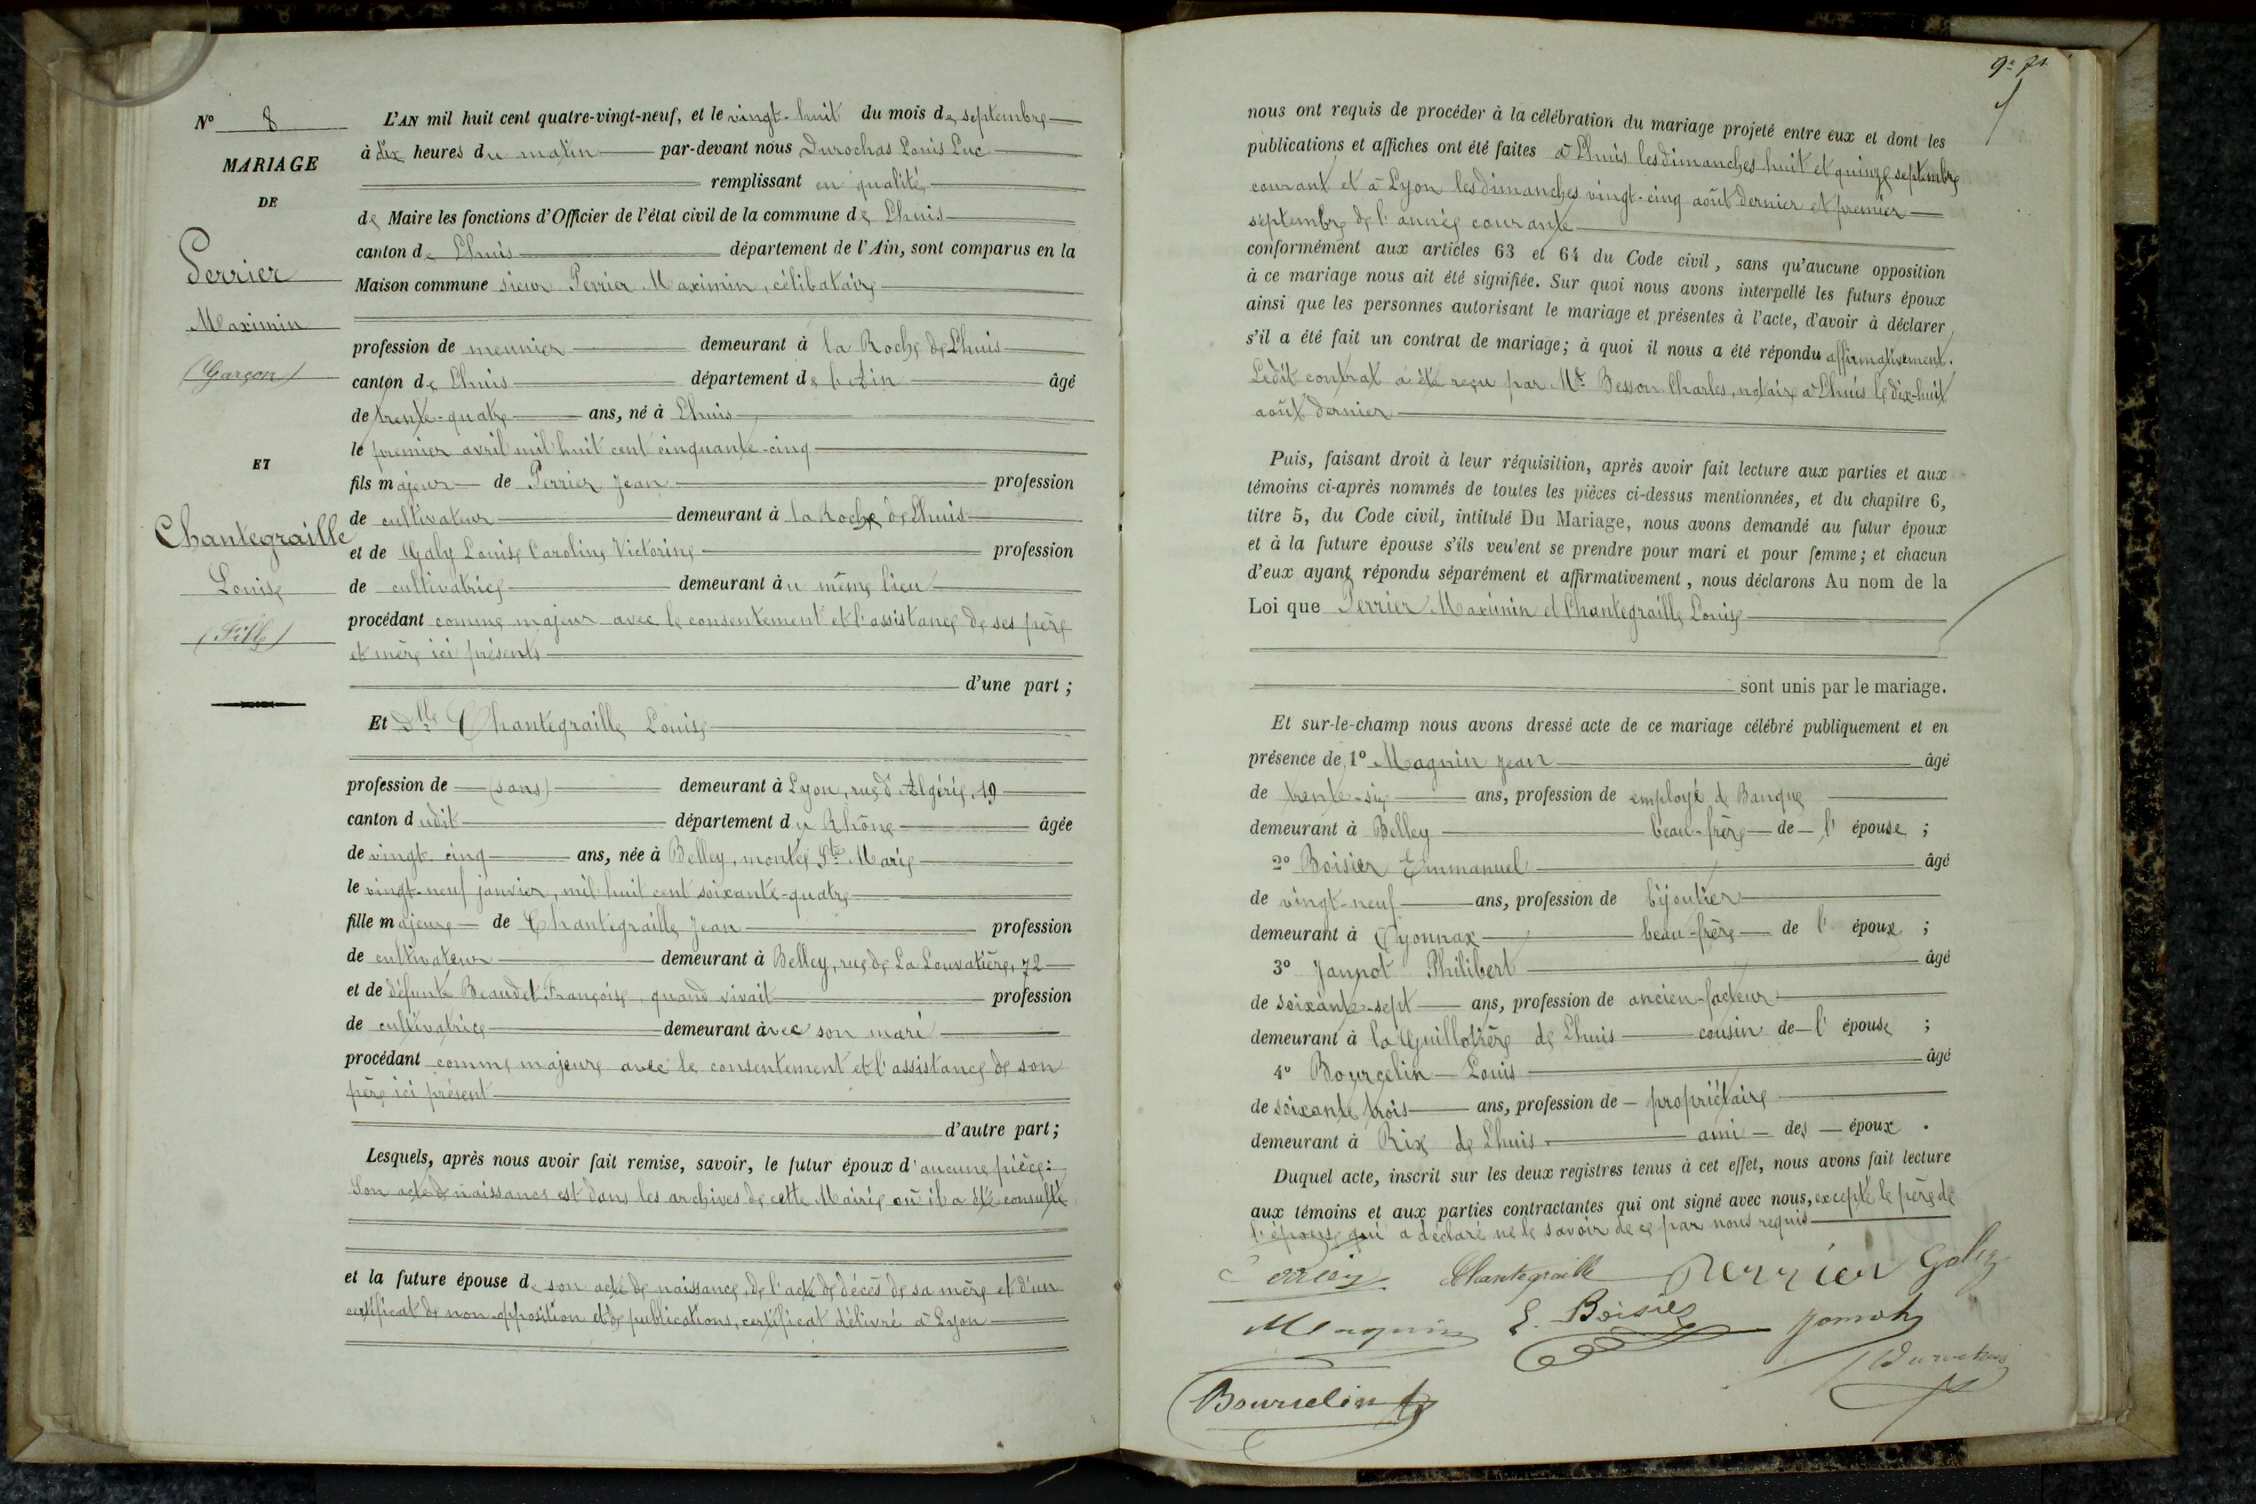 N° 8
MARIAGE
DE
Perrier
Maximin
(Garçon)
ET
Chantegraille
Louise
(Fille)
L'AN mil huit cent quatre-vingt-neuf, et le vingt-huit du mois de septembre
à dix heures du matin par-devant nous Durochas Louis Luc
remplissant en qualité
de Maire les fonctions d'Officier de l'état civil de la commune de Lhuis
canton de Lhuis département de l'Ain, sont comparus en la
Maison commune sieur Perrier Maximin, célibataire
profession de meunier demeurant à la Roche de Lhuis
canton de Lhuis département de l'Ain âgé
de trente-quatre ans, né à Lhuis
le premier avril mil huit cent cinquante-cinq
fils majeur de Perrier Jean profession
de cultivateur demeurant à la Roche de Lhuis
et de Galy Louise Caroline Victorine profession
de cultivatrice demeurant au même lieu
procédant comme majeur avec le consentement et l'assistance de ses père
et mère ici présents
d'une part ;
Et Dlle Chantegraille Louise
profession de (sans) demeurant à Lyon, rue d'Algérie, 19
canton dudit département du Rhône âgée
de vingt-cinq ans, née à Belley, montée Ste Marie
le vingt-neuf janvier, mil huit cent soixante-quatre
fille majeure de Chantegraille Jean profession
de cultivateur demeurant à Belley, rue de La Louvatière, 72
et de défunte Beaudet Françoise, quand vivait profession
de cultivatrice demeurant avec son mari
procédant comme majeure avec le consentement et l'assistance de son
père ici présent
d'autre part ;
Lesquels, après nous avoir fait remise, savoir, le futur époux d'aucune pièce :
Son acte de naissance est dans les archives de cette Mairie où il a été consulté
et la future épouse de son acte de naissance, de l'acte de décès de sa mère et d'un
certificat de non-opposition et de publications, certificat délivré à Lyon
nous ont requis de procéder à la célébration du mariage projeté entre eux et dont les
publications et affiches ont été faites à Lhuis les dimanches huit et quinze septembre
courant et à Lyon les dimanches vingt-cinq août dernier et premier
septembre de l'année courante
conformément aux articles 63 et 64 du Code civil, sans qu'aucune opposition
à ce mariage nous ait été signifiée. Sur quoi nous avons interpellé les futurs époux
ainsi que les personnes autorisant le mariage et présentes à l'acte, d'avoir à déclarer
s'il a été fait un contrat de mariage ; à quoi il nous a été répondu affirmativement.
Ledit contrat a été reçu par Me Besson Charles, notaire à Lhuis le dix-huit
août dernier
Puis, faisant droit à leur réquisition, après avoir fait lecture aux parties et aux
témoins ci-après nommés de toutes les pièces ci-dessus mentionnées, et du chapitre 6,
titre 5, du Code civil, intitulé Du Mariage, nous avons demandé au futur époux
et à la future épouse s'ils veulent se prendre pour mari et pour femme ; et chacun
d'eux ayant répondu séparément et affirmativement, nous déclarons Au nom de la
Loi que Perrier Maximin et Chantegraille Louise
sont unis par le mariage.
Et sur-le-champ nous avons dressé acte de ce mariage célébré publiquement et en
présence de 1° Magnin Jean âgé
de trente-six ans, profession de employé de Banque
demeurant à Belley beau-frère de l'épouse ;
2° Boisier Emmanuel âgé
de vingt-neuf ans, profession de bijoutier
demeurant à Oyonnax beau-frère de l'époux ;
3° Jannot Philibert âgé
de soixante-sept ans, profession de ancien-facteur
demeurant à la Guillotière de Lhuis cousin de l'épouse ;
4° Bourgelin Louis âgé
de soixante trois ans, profession de propriétaire
demeurant à Rix de Lhuis ami des époux.
Duquel acte, inscrit sur les deux registres tenus à cet effet, nous avons fait lecture
aux témoins et aux parties contractantes qui ont signé avec nous, excepté le père de
l'épouse qui a déclaré ne le savoir de ce par nous requis
Perrier Chantegraille Perrier Galy
Magnin E. Boisier Jannot
Durochas
Bourgelin